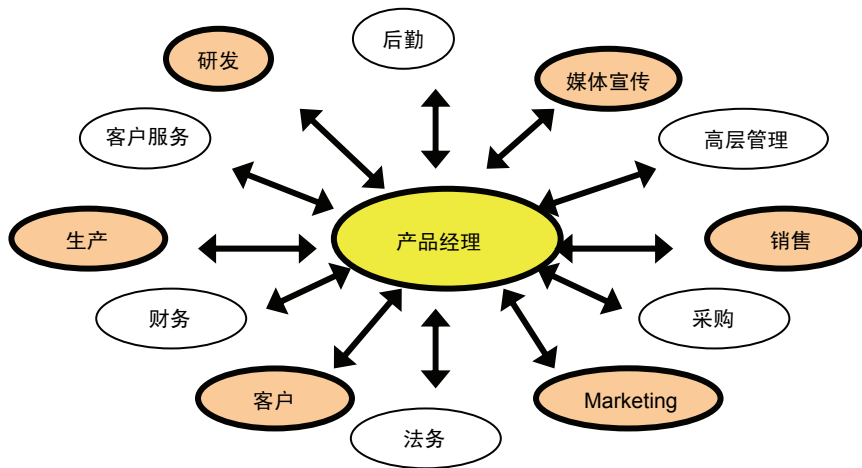 后勤
研发
媒体宣传
客户服务
高层管理
生产
产品经理
销售
财务
采购
客户
Marketing
法务